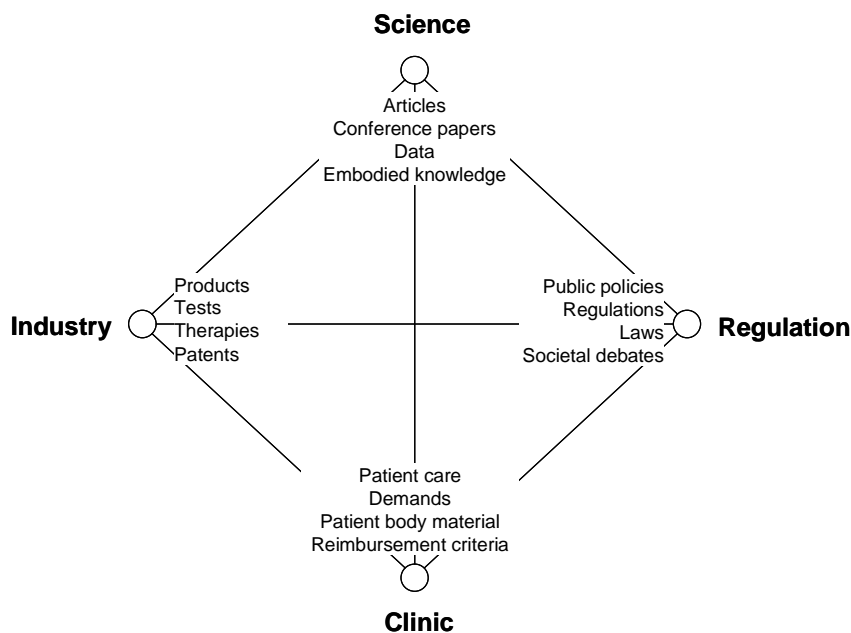 Science
Articles
Conference papers
Data
Embodied knowledge
Industry
Products
Tests
Therapies
Patents
Public policies
Regulations
Laws
Societal debates
Regulation
Patient care
Demands
Patient body material
Reimbursement criteria
Clinic